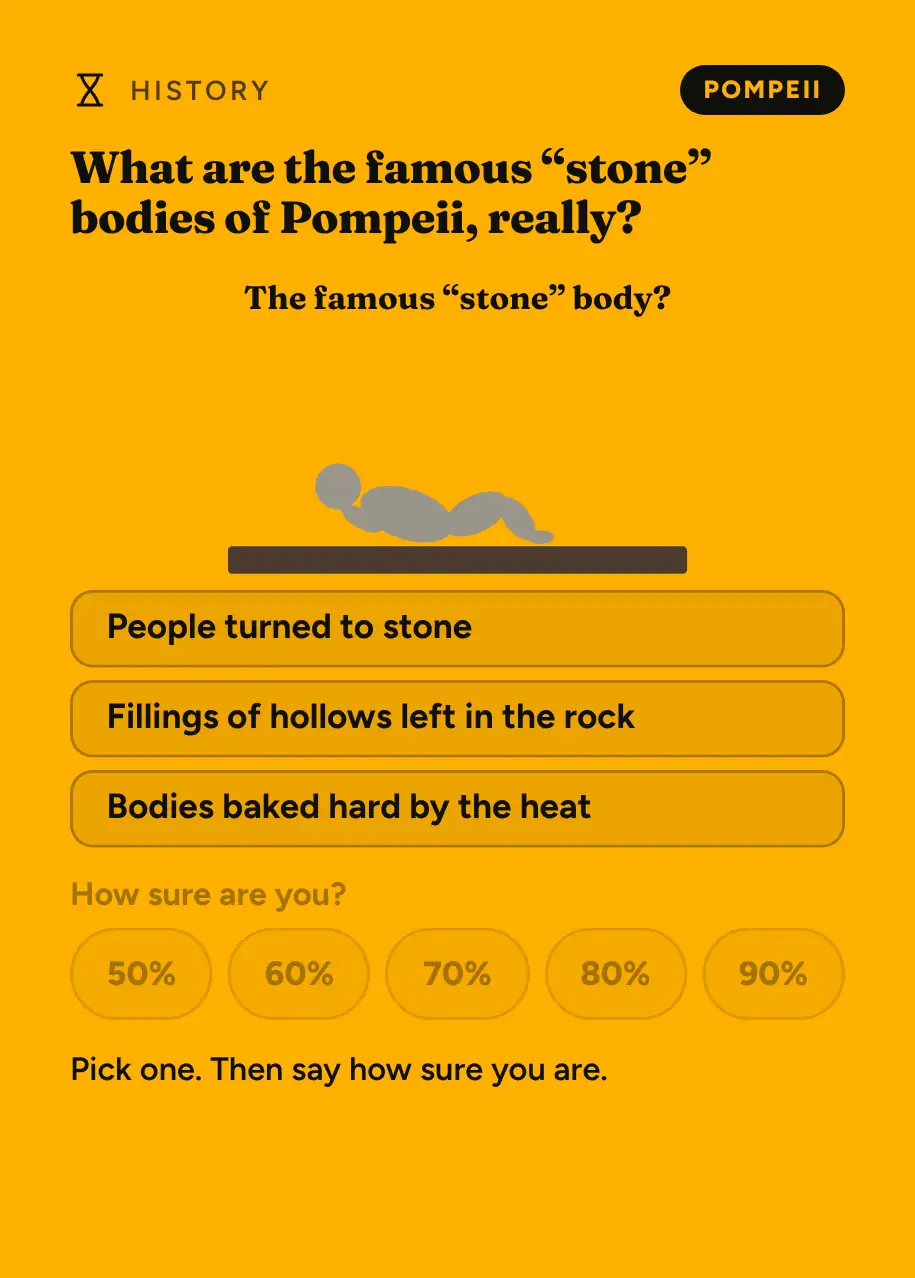 HISTORY
POMPEII
What are the famous “stone”
bodies of Pompeii, really?
The famous “stone” body?
People turned to stone
Fillings of hollows left in the rock
Bodies baked hard by the heat
How sure are you?
50%
60%
70%
80%
90%
Pick one. Then say how sure you are.